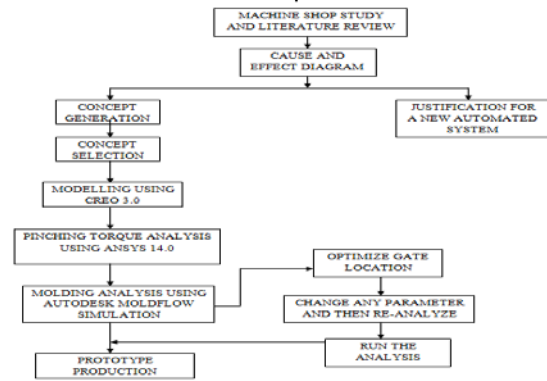 MACHINE SHOP STUDY
AND LITERATURE REVIEW
CAUSE AND
EFFECT DIAGRAM
CONCEPT
GENERATION
JUSTIFICATION FOR
A NEW AUTOMATED
SYSTEM
CONCEPT
SELECTION
MODELLING USING
CREO 3.0
PINCHING TORQUE ANALYSIS
USING ANSYS 14.0
OPTIMIZE GATE
LOCATION
MOLDING ANALYSIS USING
AUTODESK MOLDFLOW
SIMULATION
CHANGE ANY PARAMETER
AND THEN RE-ANALYZE
RUN THE
ANALYSIS
PROTOTYPE
PRODUCTION